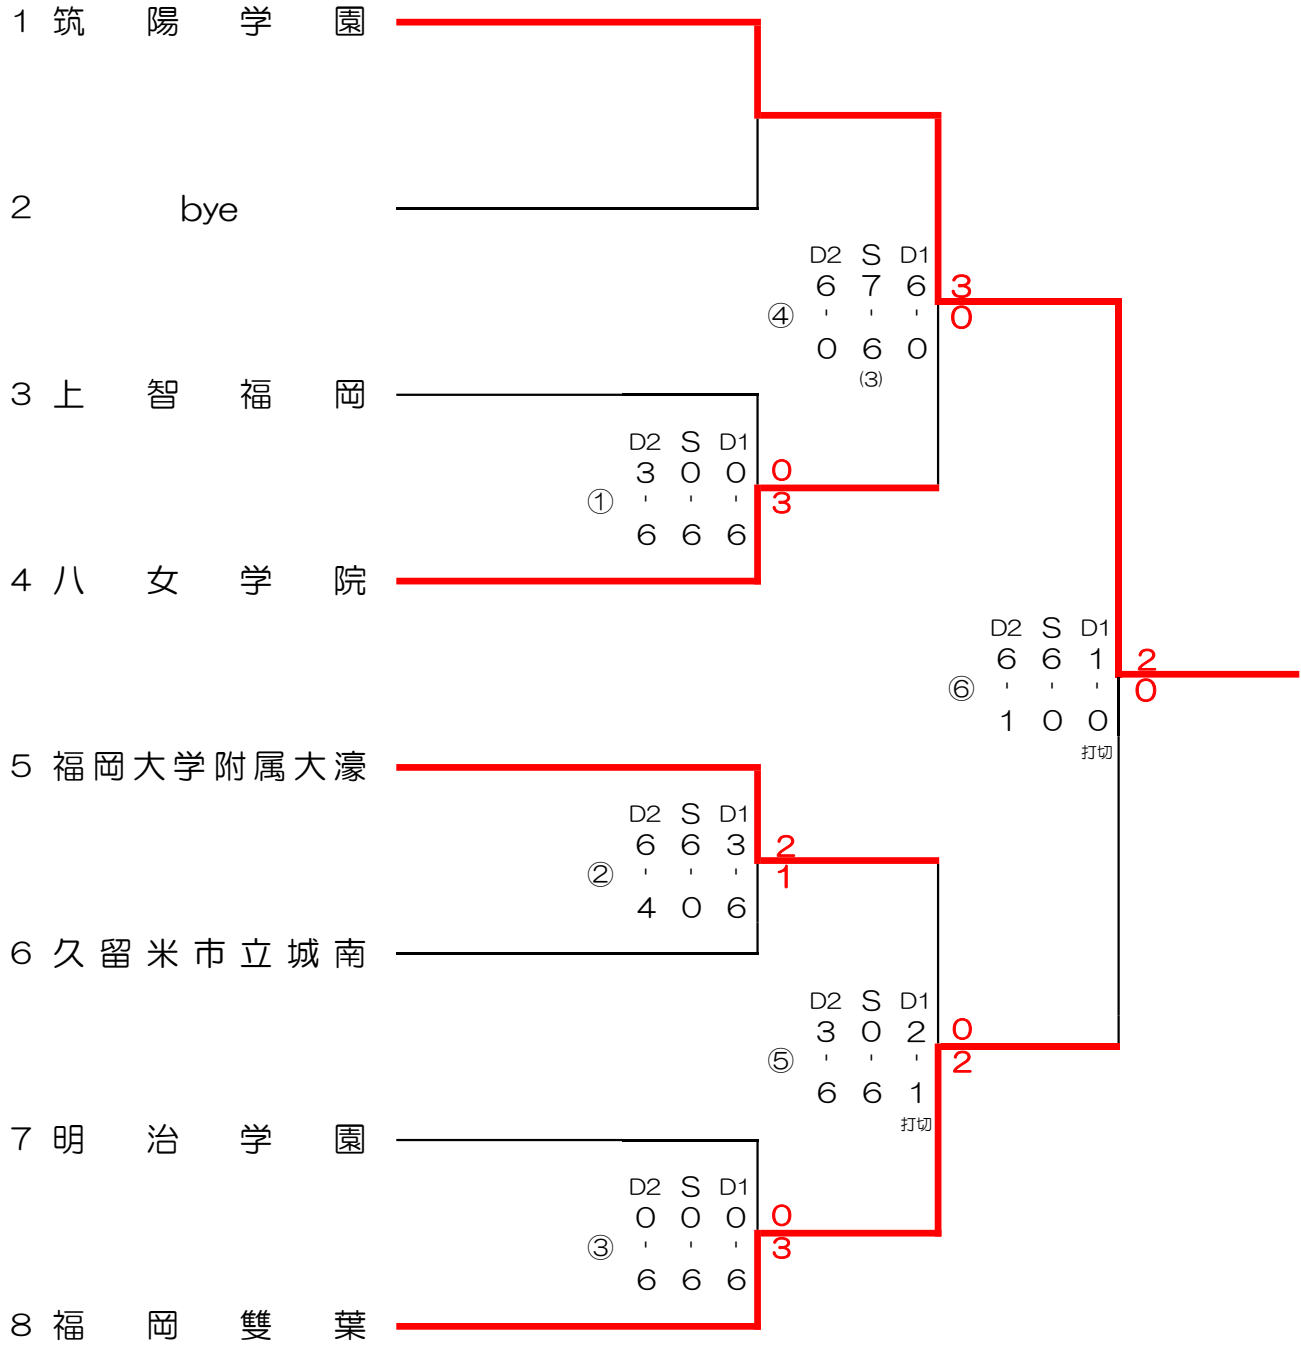 1 筑陽学園
2 bye
D2 S D1
6 7 6
④ - - -
0 6 0
(3)
3
0
3 上智福岡
D2 S D1
3 0 0
① - - -
6 6 6
0
3
4 八女学院
D2 S D1
6 6 1
⑥ - - -
1 0 0
打切
2
0
5 福岡大学附属大濠
D2 S D1
6 6 3
② - - -
4 0 6
2
1
6 久留米市立城南
D2 S D1
3 0 2
⑤ - - -
6 6 1
打切
0
2
7 明治学園
D2 S D1
0 0 0
③ - - -
6 6 6
0
3
8 福岡雙葉